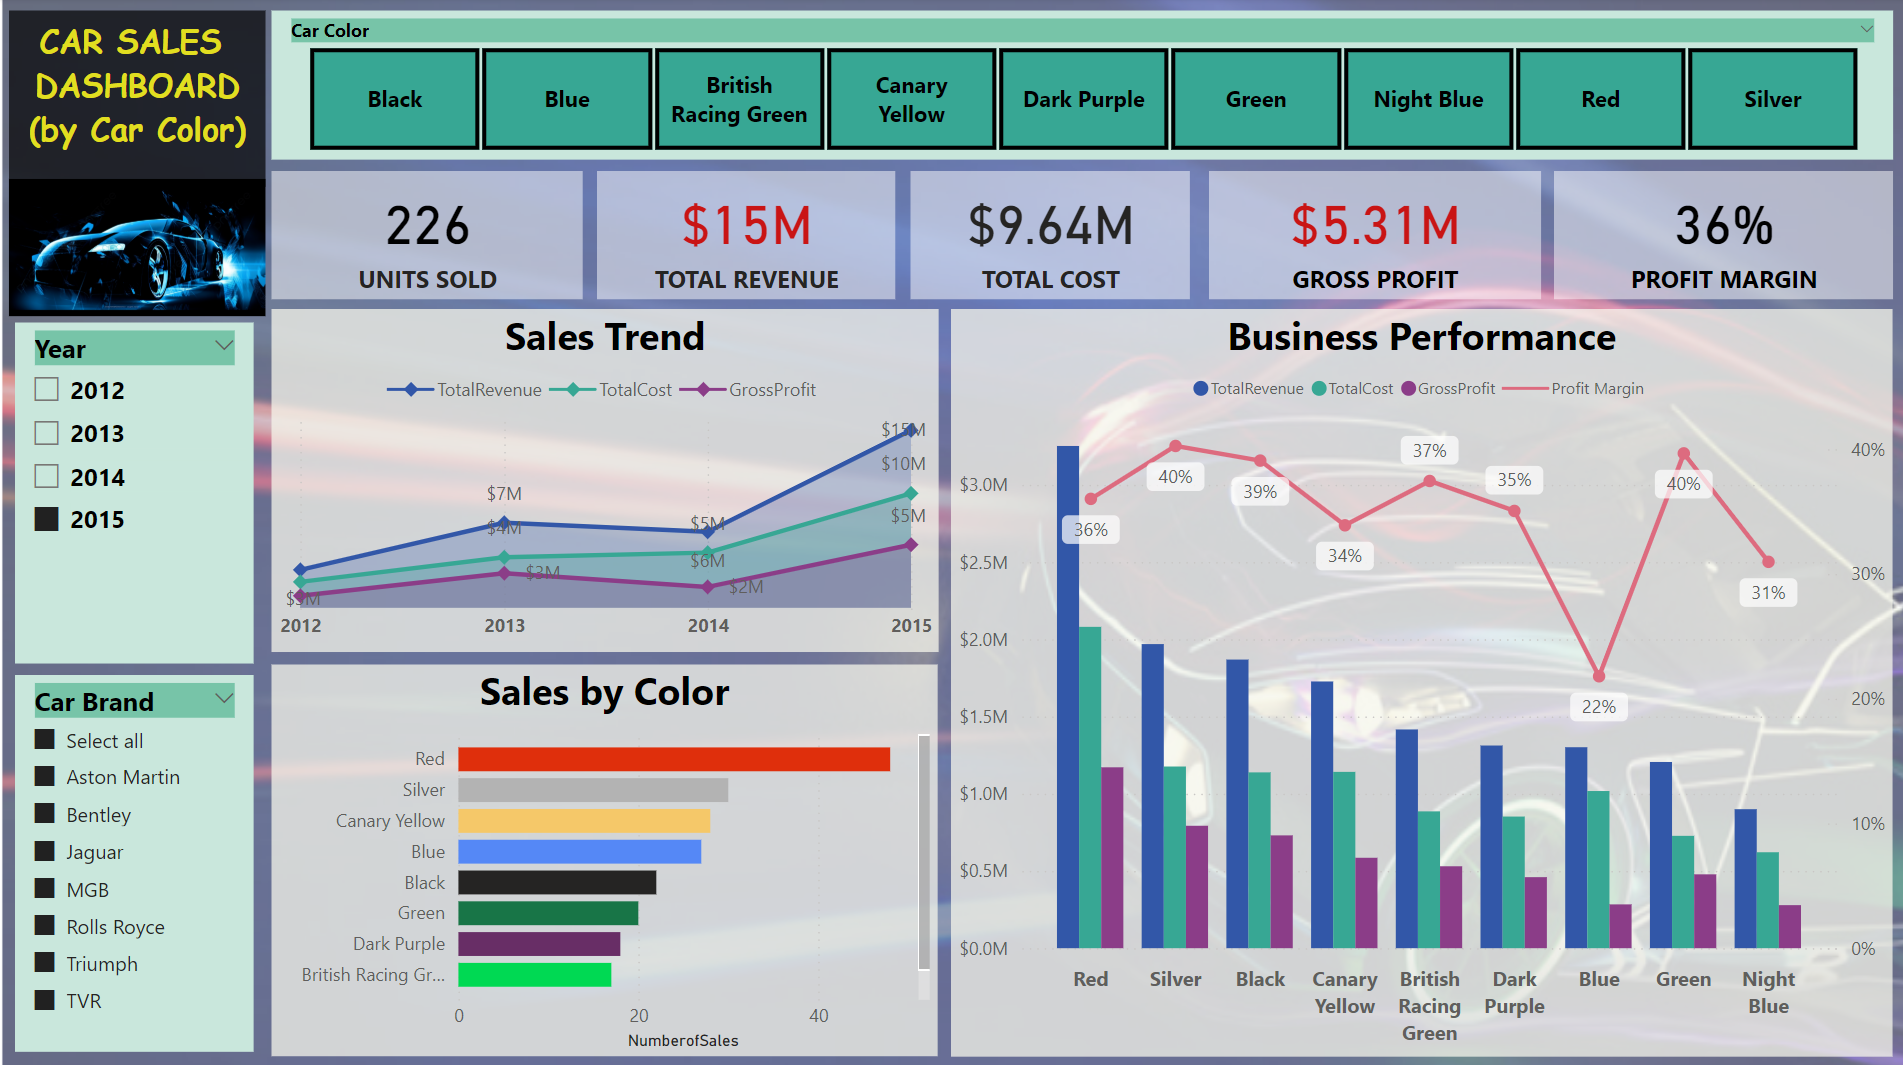 CAR SALES
DASHBOARD
(by Car Color)
Car Color
Black
Blue
British
Racing Green
Canary
Yellow
Dark Purple
Green
Night Blue
Red
Silver
226
UNITS SOLD
$15M
TOTAL REVENUE
$9.64M
TOTAL COST
$5.31M
GROSS PROFIT
36%
PROFIT MARGIN
Year
2012
2013
2014
2015
Car Brand
Select all
Aston Martin
Bentley
Jaguar
MGB
Rolls Royce
Triumph
TVR
Sales Trend
TotalRevenue TotalCost GrossProfit
$15M
$10M
$7M
$5M
$4M
$5M
$6M
$3M
$2M
$3M
2012 2013 2014 2015
Sales by Color
Red
Silver
Canary Yellow
Blue
Black
Green
Dark Purple
British Racing Gr...
0 20 40
NumberofSales
Business Performance
TotalRevenue TotalCost GrossProfit Profit Margin
$3.0M
$2.5M
$2.0M
$1.5M
$1.0M
$0.5M
$0.0M
36%
40%
39%
34%
37%
35%
22%
40%
31%
40%
30%
20%
10%
0%
Red
Silver
Black
Canary
Yellow
British
Racing
Green
Dark
Purple
Blue
Green
Night
Blue